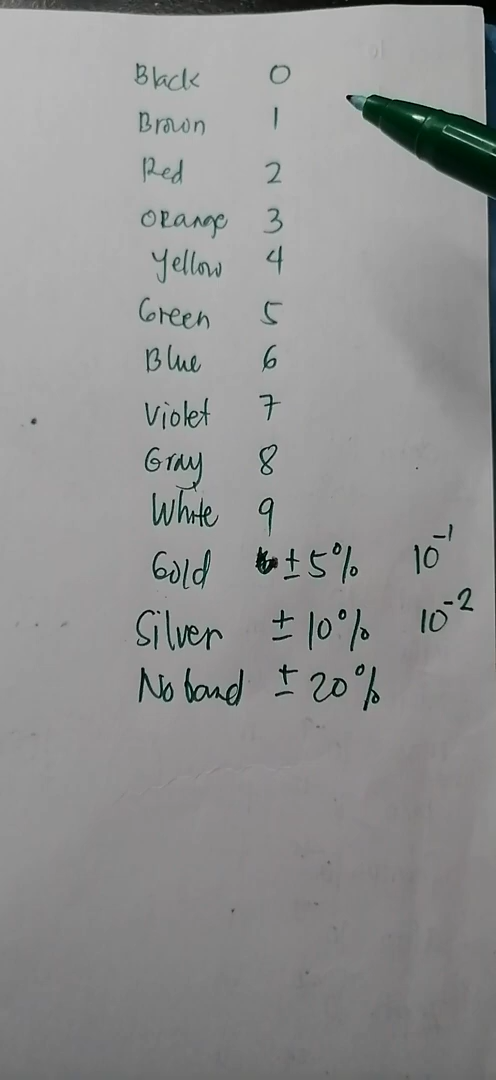 Black 0
Brown 1
Red 2
Orange 3
Yellow 4
Green 5
Blue 6
Violet 7
Gray 8
White 9
Gold ±5% 10⁻¹
Silver ±10% 10⁻²
No band ±20%